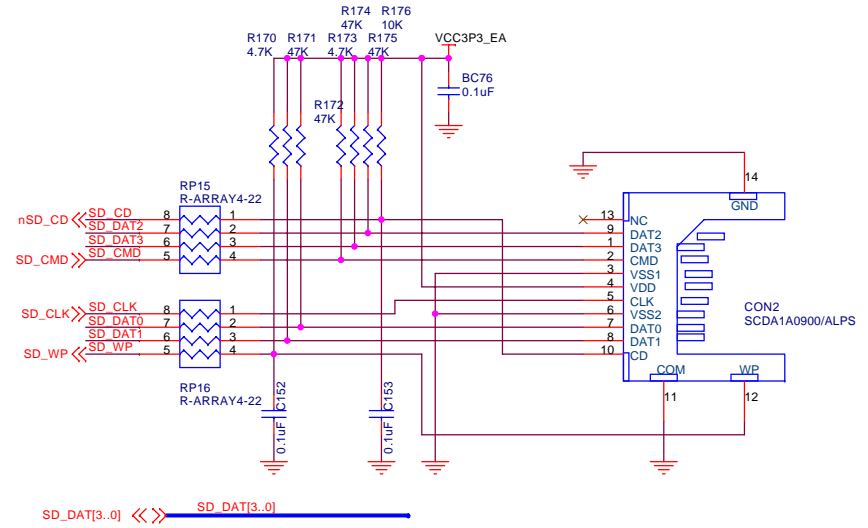 R174 R176
47K 10K
R170 R171 R173 R175 VCC3P3_EA
4.7K 47K 4.7K 47K
BC76
0.1uF
R172
47K
14
GND
RP15
R-ARRAY4-22
nSD_CD SD_CD 8 1 13 NC
SD_DAT2 7 2 9 DAT2
SD_DAT3 6 3 1 DAT3
SD_CMD SD_CMD 5 4 2 CMD
3 VSS1
4 VDD
SD_CLK SD_CLK 8 1 5 CLK
6 VSS2
CON2
SCDA1A0900/ALPS
SD_DAT0 7 2 7 DAT0
SD_DAT1 6 3 8 DAT1
SD_WP SD_WP 5 4 10 CD
COM WP
RP16
R-ARRAY4-22
11 12
C152 C153
0.1uF 0.1uF
SD_DAT[3..0] SD_DAT[3..0]